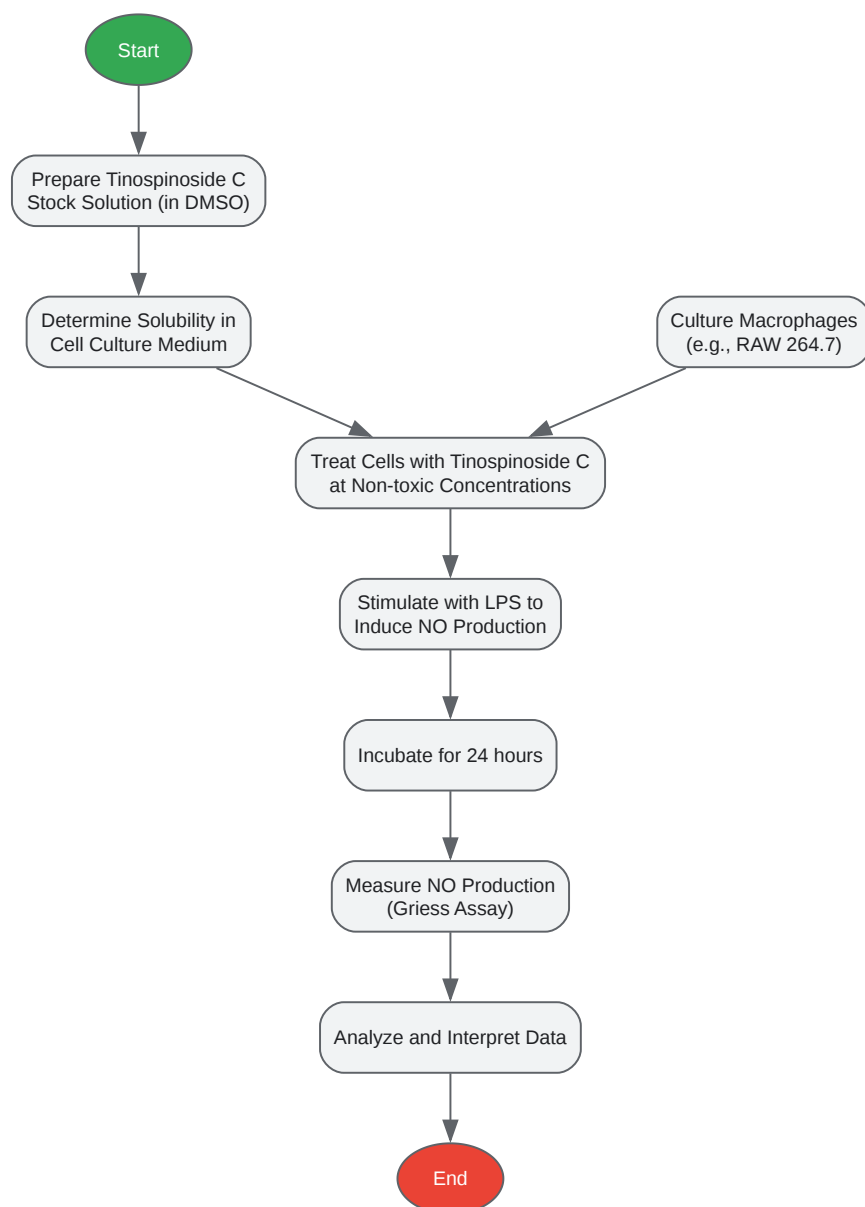 Start
Prepare Tinospinoside C
Stock Solution (in DMSO)
Determine Solubility in
Cell Culture Medium
Culture Macrophages
(e.g., RAW 264.7)
Treat Cells with Tinospinoside C
at Non-toxic Concentrations
Stimulate with LPS to
Induce NO Production
Incubate for 24 hours
Measure NO Production
(Griess Assay)
Analyze and Interpret Data
End